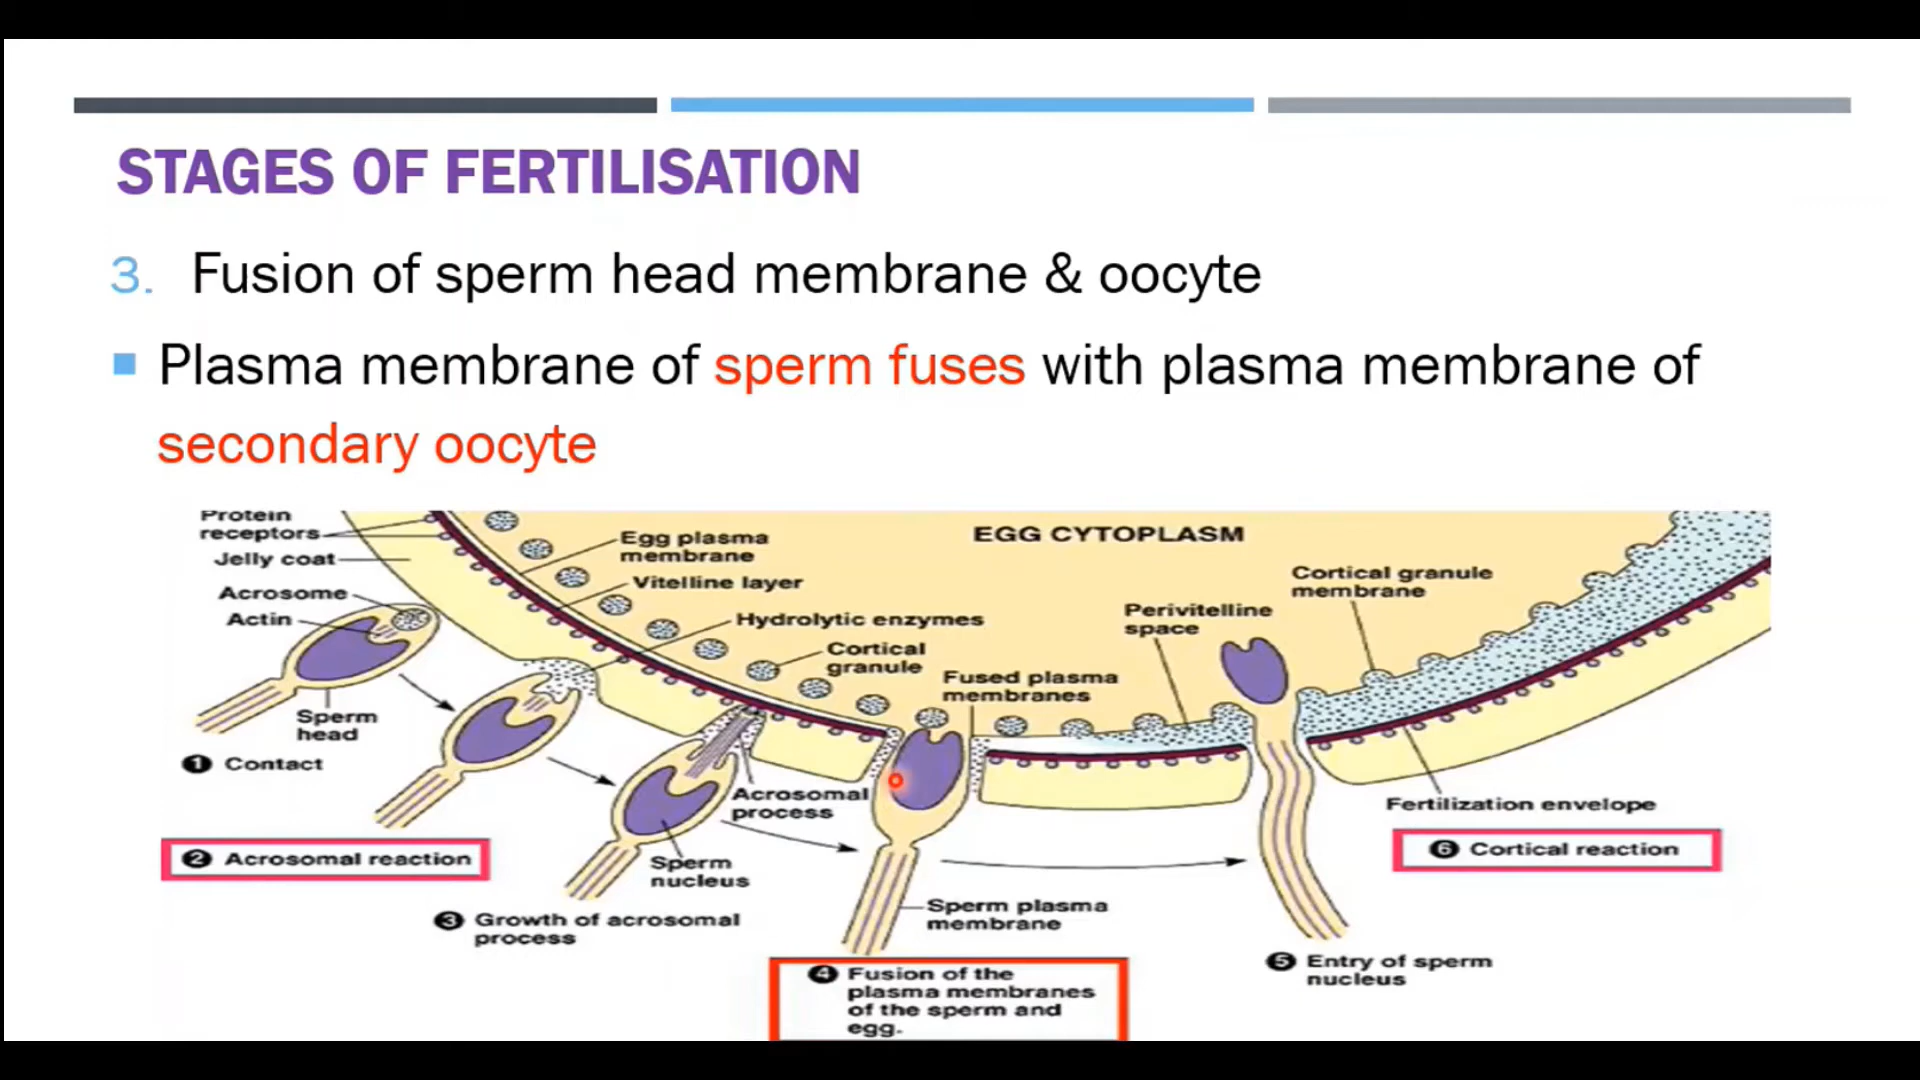 STAGES OF FERTILISATION
3. Fusion of sperm head membrane & oocyte
Plasma membrane of sperm fuses with plasma membrane of
secondary oocyte
Protein
receptors
Jelly coat
Acrosome
Actin
Sperm
head
1 Contact
2 Acrosomal reaction
Egg plasma
membrane
Vitelline layer
Hydrolytic enzymes
Cortical
granule
Fused plasma
membranes
EGG CYTOPLASM
Perivitelline
space
Cortical granule
membrane
Acrosomal
process
Sperm
nucleus
3 Growth of acrosomal
process
Sperm plasma
membrane
4 Fusion of the
plasma membranes
of the sperm and
egg.
5 Entry of sperm
nucleus
Fertilization envelope
6 Cortical reaction